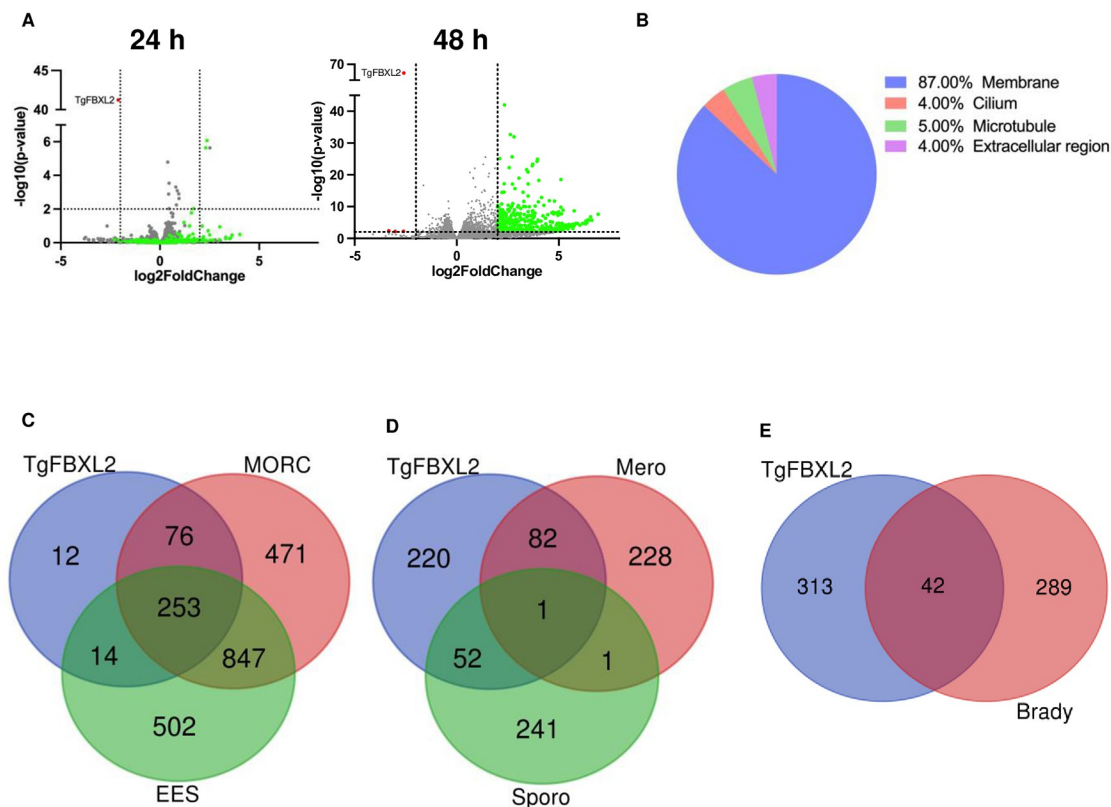 A
24 h
45
40
6
4
2
0
-5
0
5
-log10(p-value)
log2FoldChange
TgFBXL2
48 h
70
50
40
30
20
10
0
-5
0
5
-log10(p-value)
log2FoldChange
TgFBXL2
B
87.00% Membrane
4.00% Cilium
5.00% Microtubule
4.00% Extracellular region
C
TgFBXL2
MORC
12
76
471
253
14
847
502
EES
D
TgFBXL2
Mero
220
82
228
1
52
1
241
Sporo
E
TgFBXL2
313
42
289
Brady